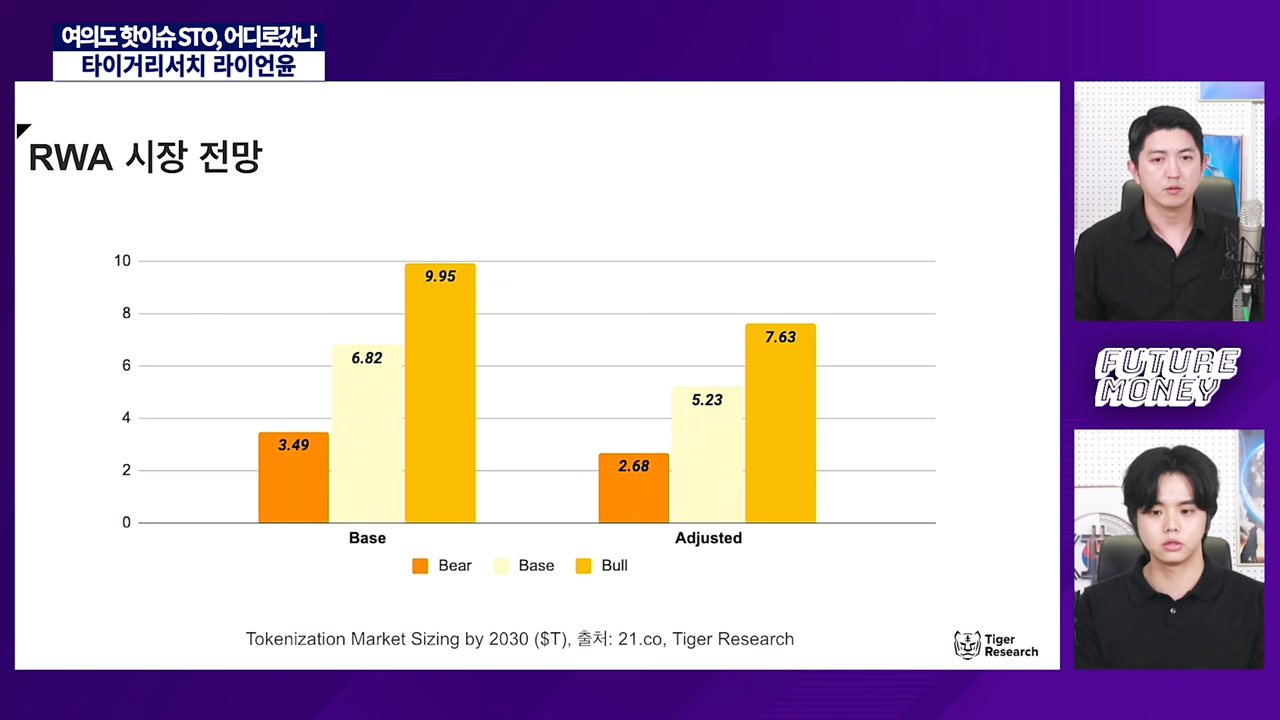 여의도 핫이슈 STO, 어디로갔나
타이거리서치 라이언윤
RWA 시장 전망
10
8
6
4
2
0
3.49
6.82
9.95
2.68
5.23
7.63
Base
Adjusted
Bear
Base
Bull
Tokenization Market Sizing by 2030 ($T), 출처: 21.co, Tiger Research
Tiger
Research
FUTURE
MONEY